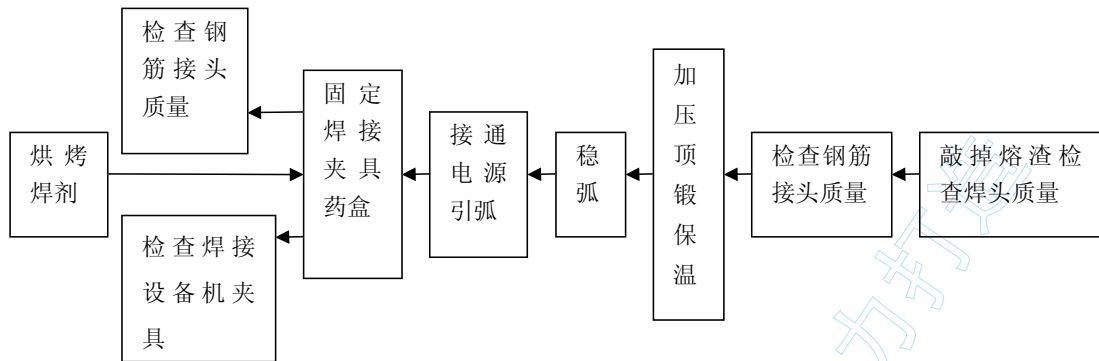 检查钢
筋接头
质量
烘烤
焊剂
检查焊接
设备机夹
具
固定
焊接
夹具
药盒
接通
电源
引弧
稳
弧
加
压
顶
锻
保
温
检查钢筋
接头质量
敲掉熔渣检
查焊头质量
力打造